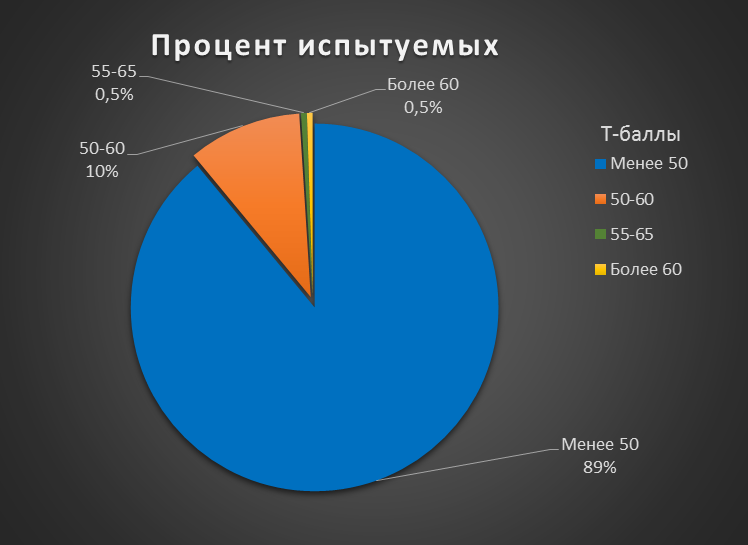 Процент испытуемых
55-65
0,5%
Более 60
0,5%
50-60
10%
Т-баллы
Менее 50
50-60
55-65
Более 60
Менее 50
89%